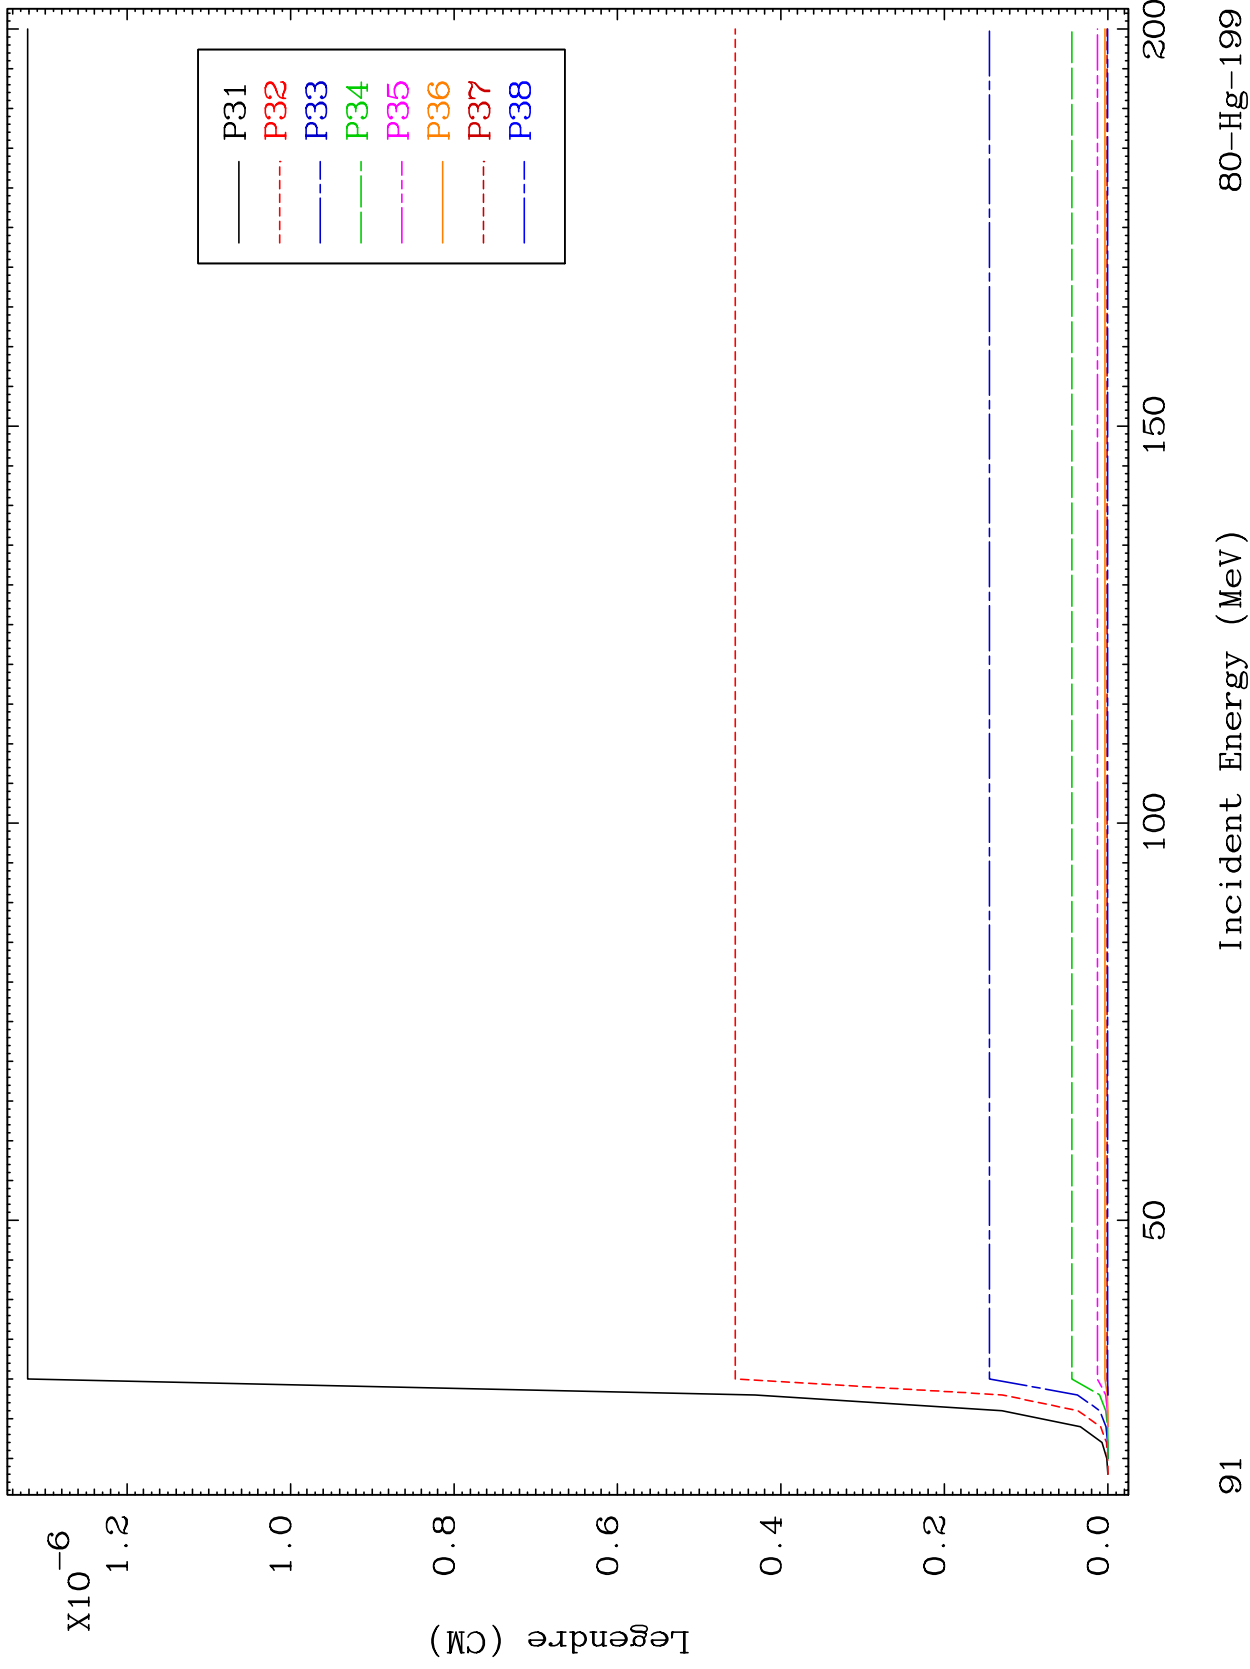 X10-6
1.2
1.0
0.8
0.6
0.4
0.2
0.0
Legendre (CM)
P31
P32
P33
P34
P35
P36
P37
P38
50
100
150
200
Incident Energy (MeV)
91
80-Hg-199